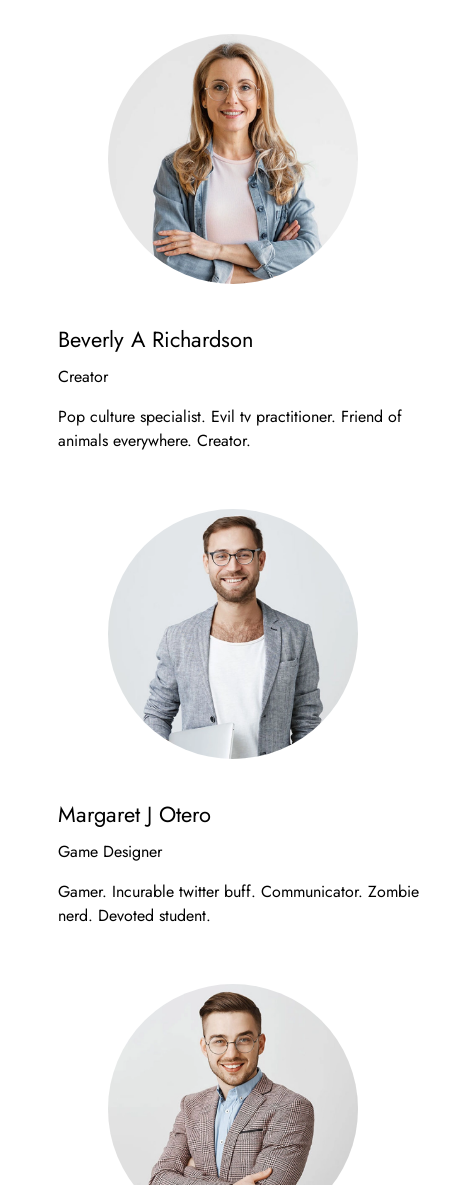 Beverly A Richardson
Creator
Pop culture specialist. Evil tv practitioner. Friend of
animals everywhere. Creator.
Margaret J Otero
Game Designer
Gamer. Incurable twitter buff. Communicator. Zombie
nerd. Devoted student.